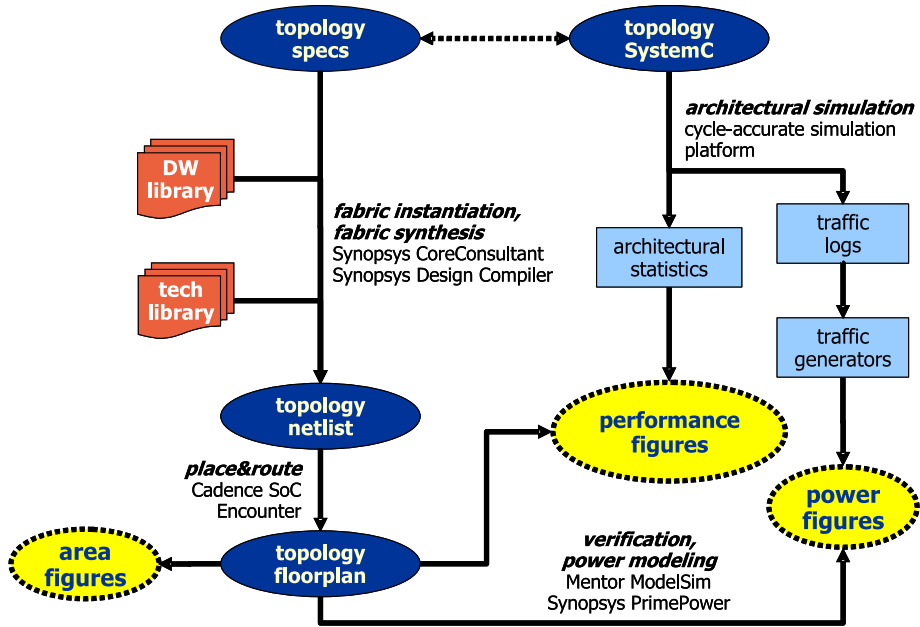 topology
specs
topology
SystemC
architectural simulation
cycle-accurate simulation
platform
DW
library
fabric instantiation,
fabric synthesis
Synopsys CoreConsultant
Synopsys Design Compiler
architectural
statistics
traffic
logs
tech
library
traffic
generators
topology
netlist
performance
figures
place&route
Cadence SoC
Encounter
power
figures
area
figures
topology
floorplan
verification,
power modeling
Mentor ModelSim
Synopsys PrimePower